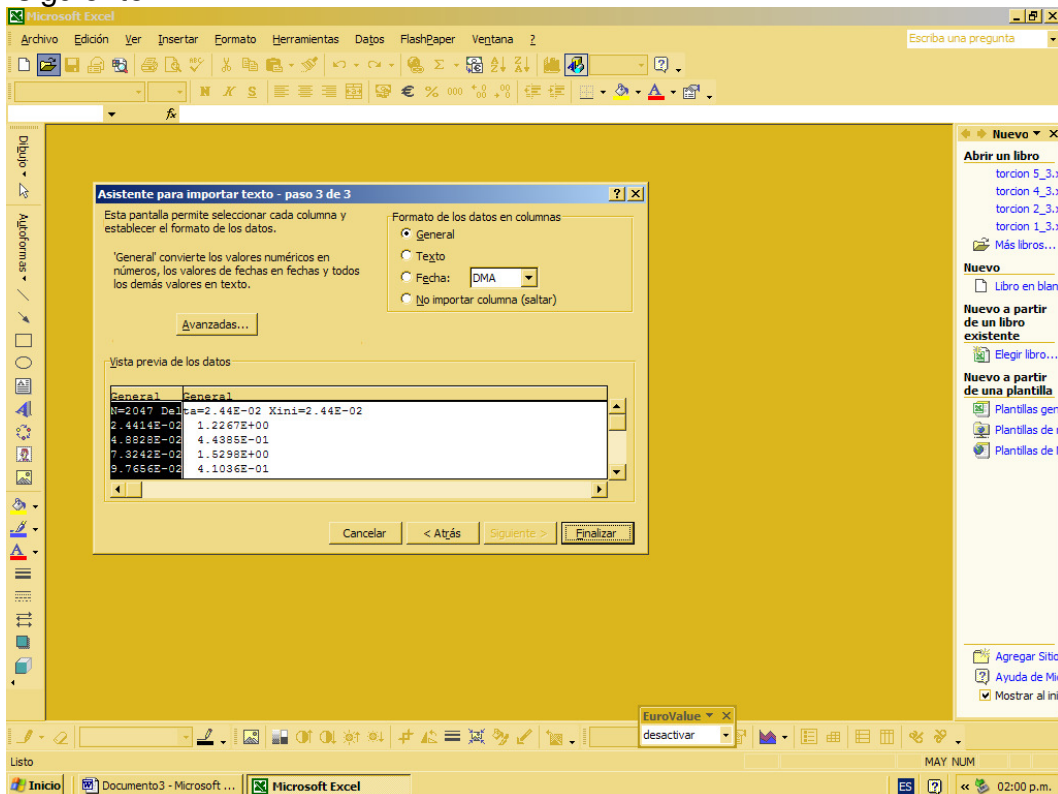 Microsoft Excel
Archivo Edición Ver Insertar Formato Herramientas Datos FlashPaper Ventana ?
Escriba una pregunta
N K S € % 000
fx
Dibujo
Autoformas
Nuevo
Abrir un libro
torcion 5_3.x
torcion 4_3.x
torcion 2_3.x
torcion 1_3.x
Más libros...
Nuevo
Libro en blan
Nuevo a partir
de un libro
existente
Elegir libro...
Nuevo a partir
de una plantilla
Plantillas gen
Plantillas de m
Plantillas de M
Agregar Sitio
Ayuda de Mi
Mostrar al ini
Asistente para importar texto - paso 3 de 3
Esta pantalla permite seleccionar cada columna y
establecer el formato de los datos.
'General' convierte los valores numéricos en
números, los valores de fechas en fechas y todos
los demás valores en texto.
Avanzadas...
Formato de los datos en columnas
General
Texto
Fecha: DMA
No importar columna (saltar)
Vista previa de los datos
General General
N=2047 Delta=2.44E-02 Xini=2.44E-02
2.4414E-02 1.2267E+00
4.8828E-02 4.4385E-01
7.3242E-02 1.5298E+00
9.7656E-02 4.1036E-01
Cancelar < Atrás Siguiente > Finalizar
EuroValue
desactivar
Listo
MAY NUM
Inicio Documento3 - Microsoft ... Microsoft Excel ES « 02:00 p.m.